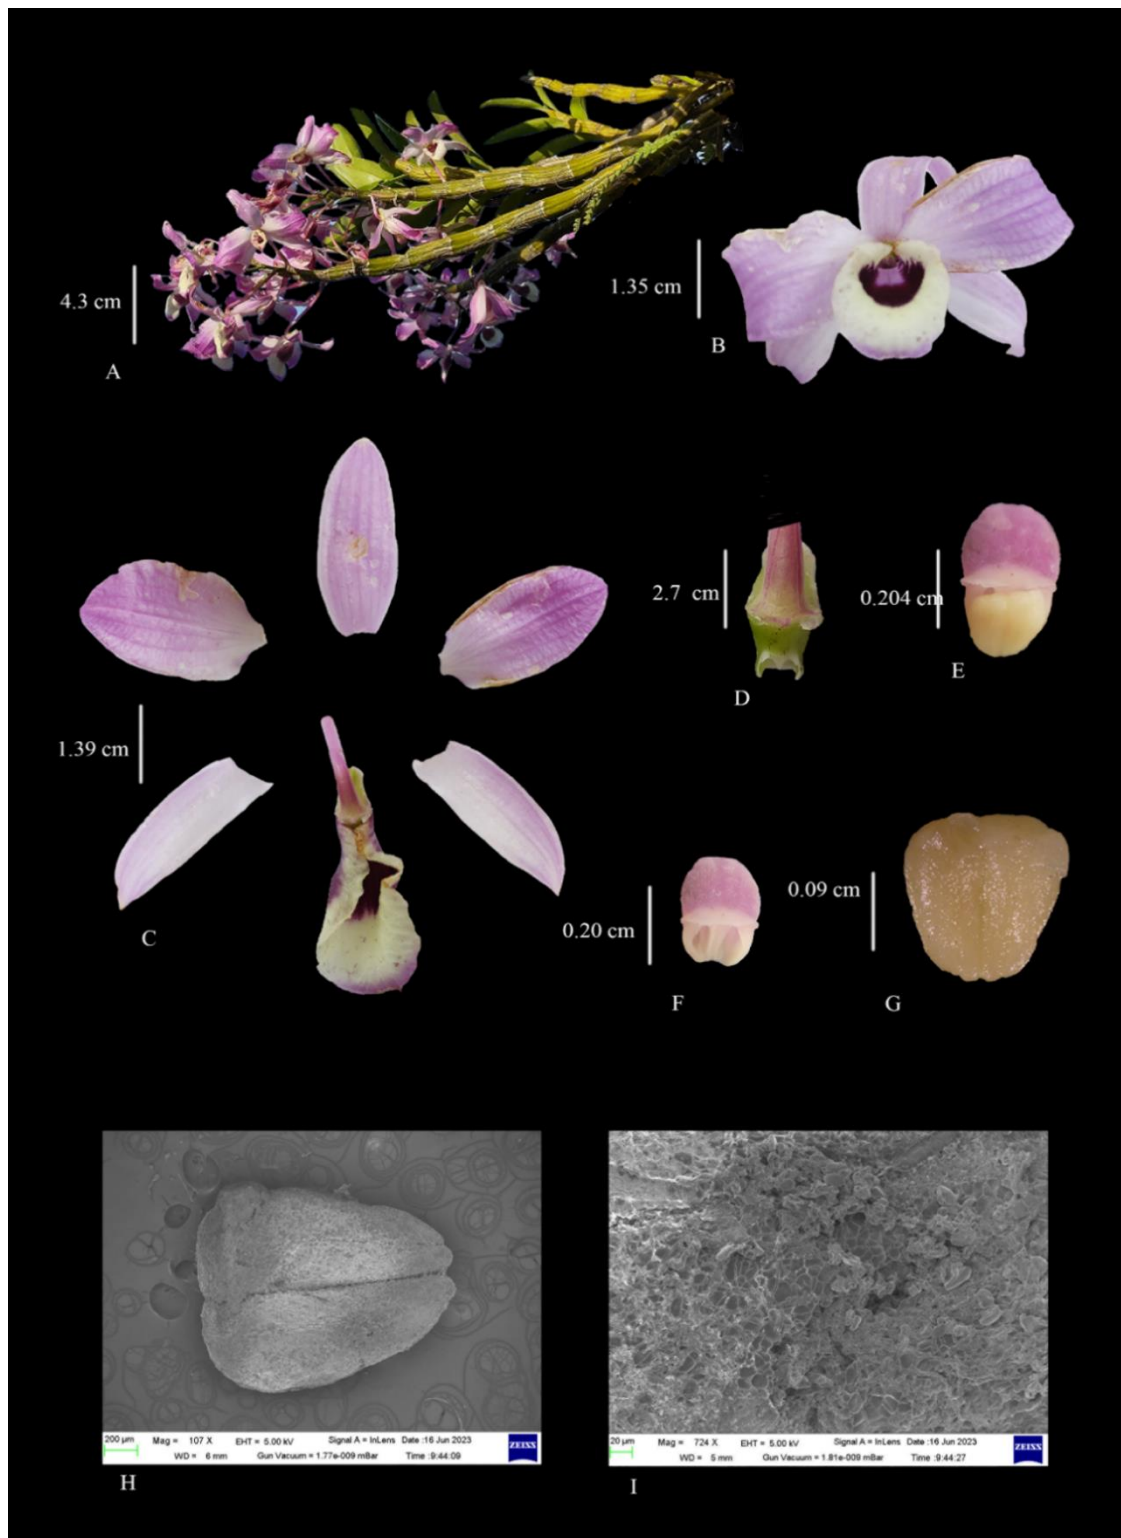 4.3 cm
A
1.35 cm
B
2.7 cm
D
0.204 cm
E
1.39 cm
C
0.20 cm
F
0.09 cm
G
200 µm Mag = 107 X EHT = 5.00 kV Signal A = InLens Date :16 Jun 2023 ZEISS
WD = 6 mm Gun Vacuum = 1.77e-009 mBar Time :9:44:09
H
20 µm Mag = 724 X EHT = 5.00 kV Signal A = InLens Date :16 Jun 2023 ZEISS
WD = 5 mm Gun Vacuum = 1.81e-009 mBar Time :9:44:27
I